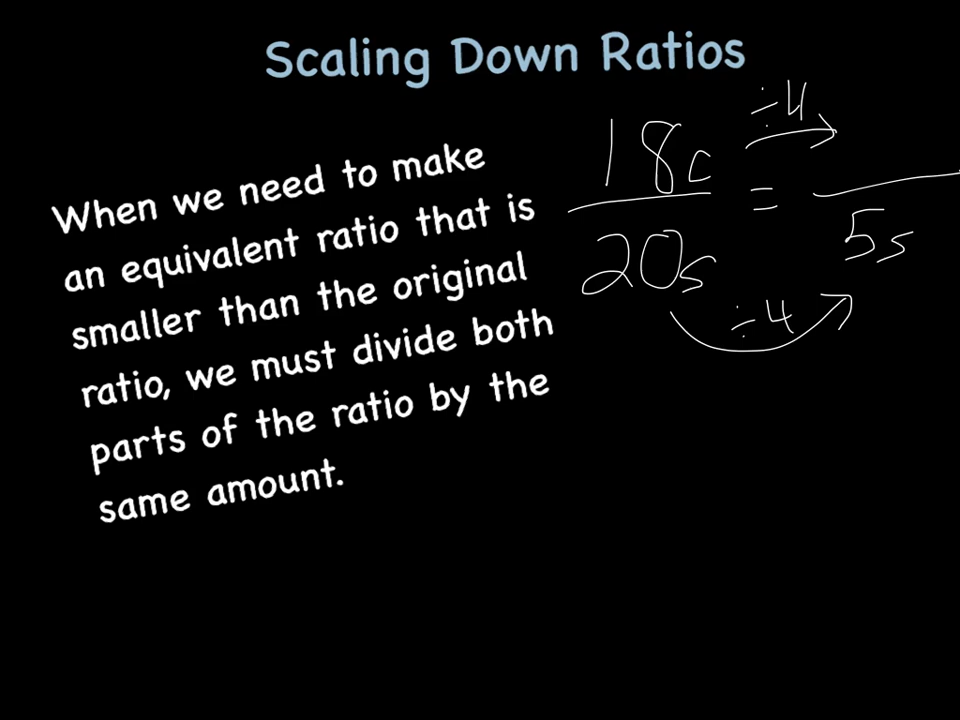 Scaling Down Ratios
When we need to make
an equivalent ratio that is
smaller than the original
ratio, we must divide both
parts of the ratio by the
same amount.
÷4
18c
=
20s
5s
÷4